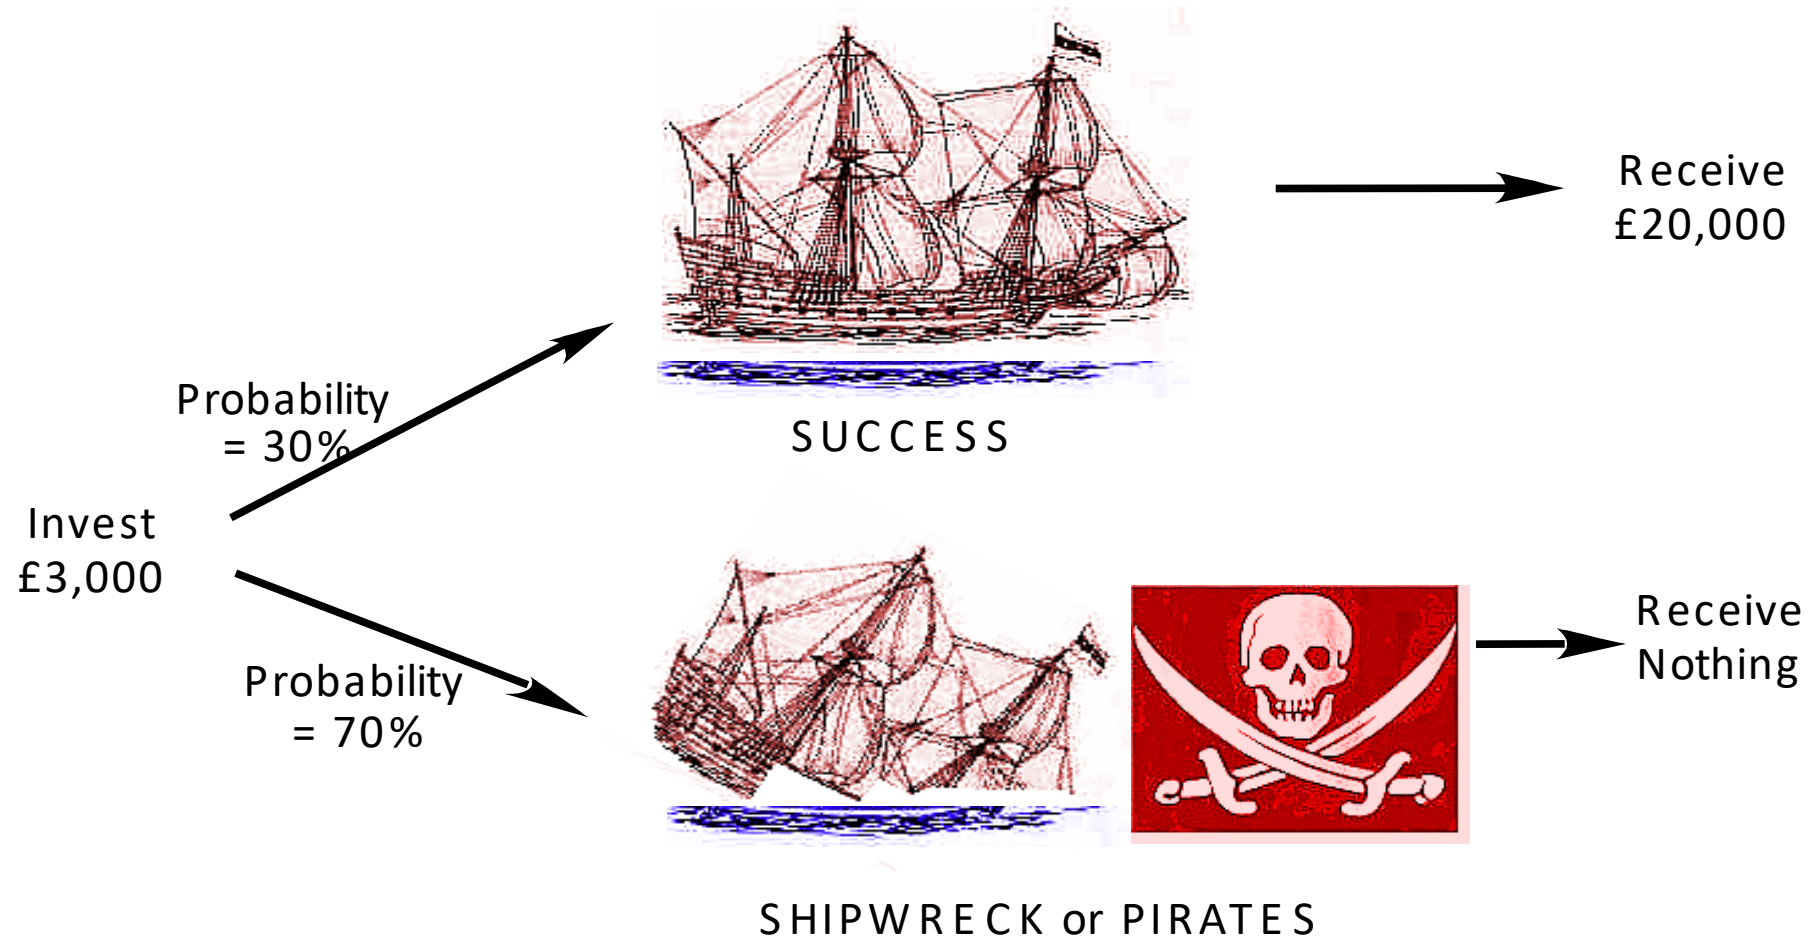 Receive
£20,000
Probability
= 30%
SUCCESS
Invest
£3,000
Probability
= 70%
Receive
Nothing
SHIPWRECK or PIRATES